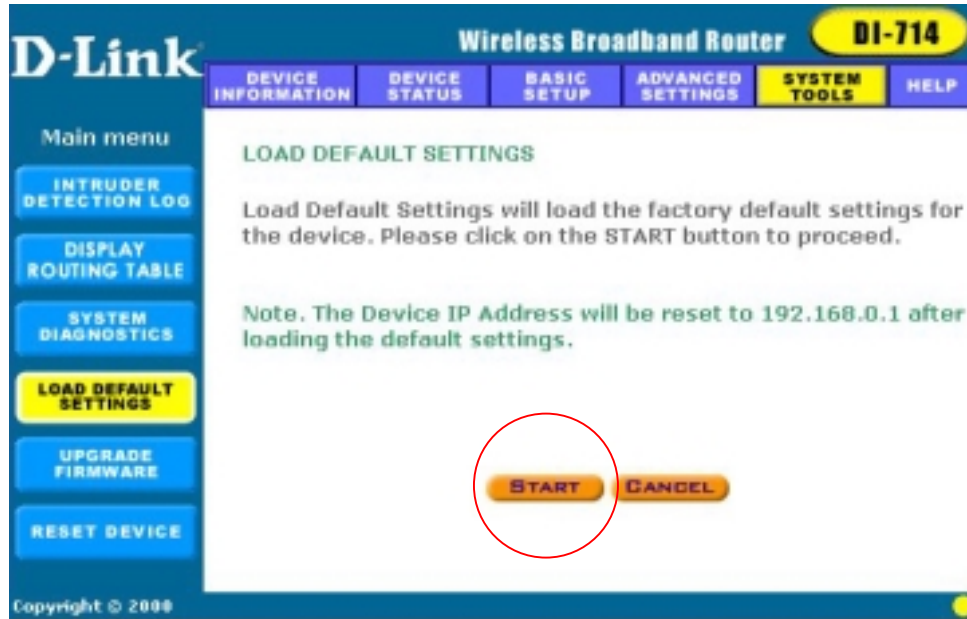 D-Link
Wireless Broadband Router
DI-714
DEVICE INFORMATION
DEVICE STATUS
BASIC SETUP
ADVANCED SETTINGS
SYSTEM TOOLS
HELP
Main menu
INTRUDER
DETECTION LOG
DISPLAY
ROUTING TABLE
SYSTEM
DIAGNOSTICS
LOAD DEFAULT
SETTINGS
UPGRADE
FIRMWARE
RESET DEVICE
LOAD DEFAULT SETTINGS
Load Default Settings will load the factory default settings for
the device. Please click on the START button to proceed.
Note. The Device IP Address will be reset to 192.168.0.1 after
loading the default settings.
START
CANCEL
Copyright © 2000